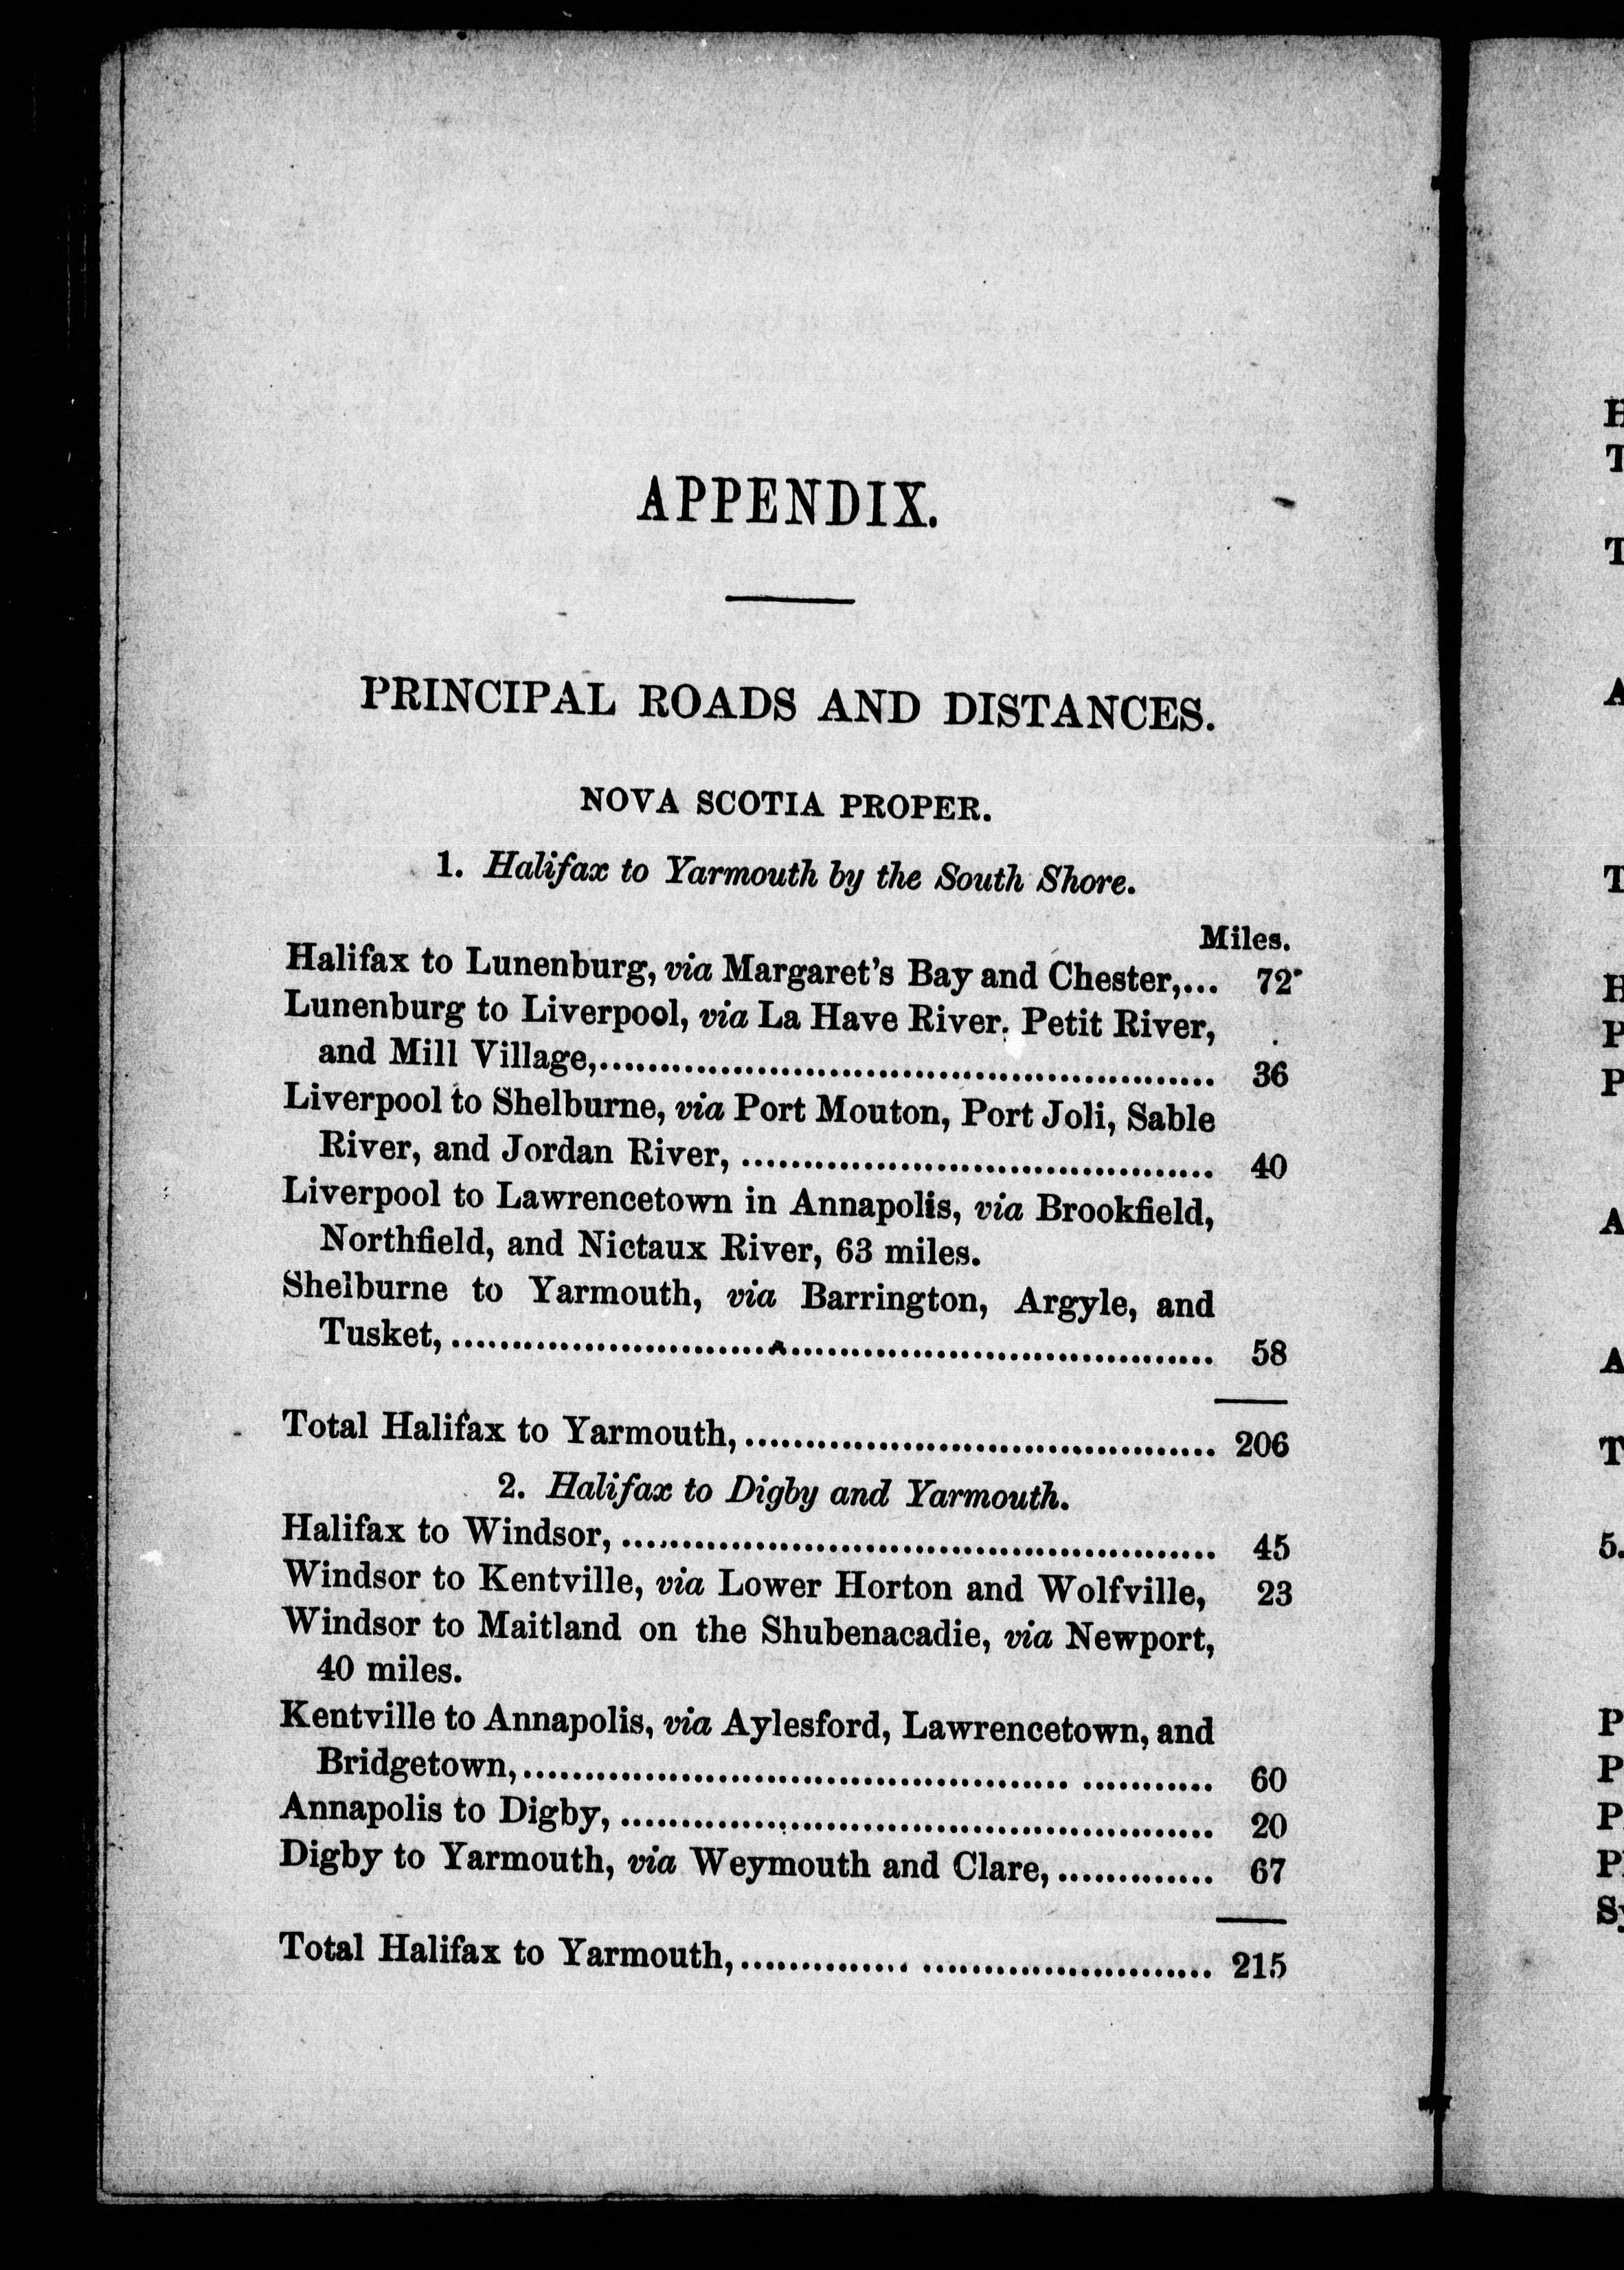 APPENDIX.
PRINCIPAL ROADS AND DISTANCES.
NOVA SCOTIA PROPER.
1. Halifax to Yarmouth by the South Shore.
Miles.
Halifax to Lunenburg, via Margaret's Bay and Chester,... 72
Lunenburg to Liverpool, via La Have River, Petit River,
and Mill Village,.................................................... 36
Liverpool to Shelburne, via Port Mouton, Port Joli, Sable
River, and Jordan River, ........................................ 40
Liverpool to Lawrencetown in Annapolis, via Brookfield,
Northfield, and Nictaux River, 63 miles.
Shelburne to Yarmouth, via Barrington, Argyle, and
Tusket, ................................................................ 58
Total Halifax to Yarmouth,....................................... 206
2. Halifax to Digby and Yarmouth.
Halifax to Windsor, .................................................. 45
Windsor to Kentville, via Lower Horton and Wolfville, 23
Windsor to Maitland on the Shubenacadie, via Newport,
40 miles.
Kentville to Annapolis, via Aylesford, Lawrencetown, and
Bridgetown,.............................................. ........... 60
Annapolis to Digby, .................................................. 20
Digby to Yarmouth, via Weymouth and Clare,............. 67
Total Halifax to Yarmouth,.............. ........................ 215